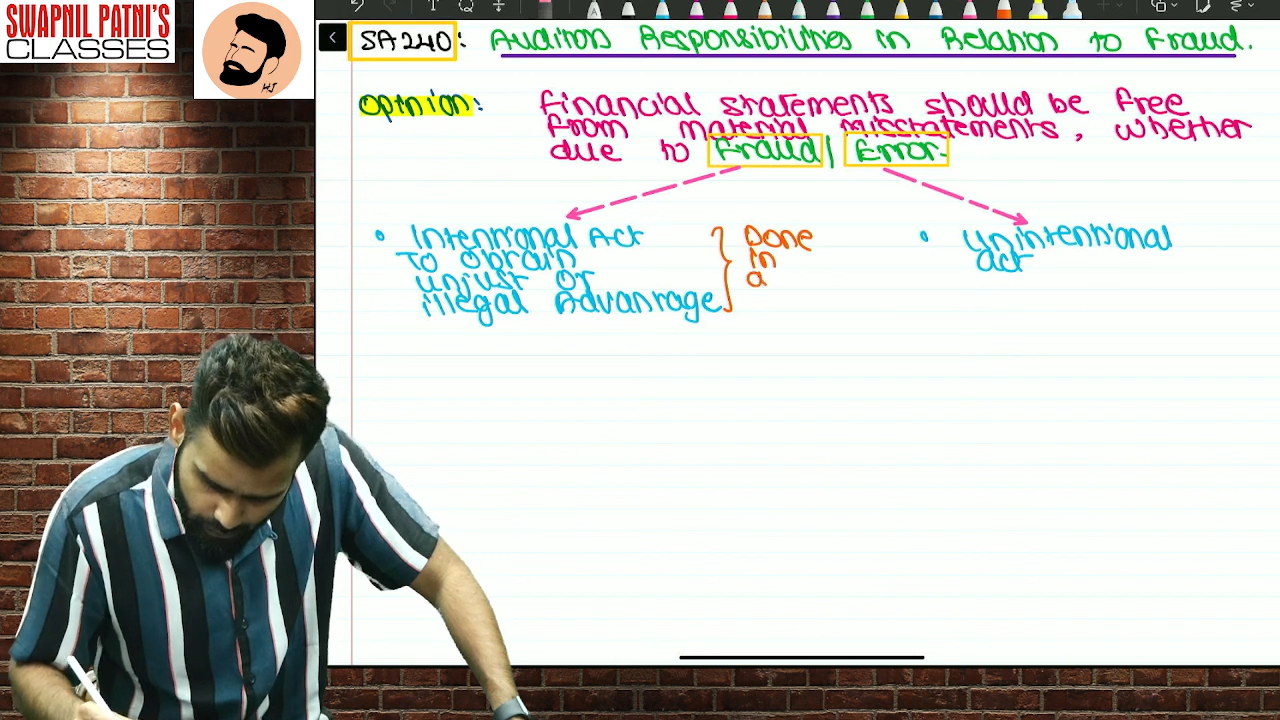 SWAPNIL PATNI'S
CLASSES
SA 240: Auditors Responsibilities in Relation to Fraud.
Opinion: Financial statements should be free
from material misstatements, whether
due to Fraud / Error.
• Intentional Act
To obtain
unjust or
illegal Advantage
Done
in
a
• Unintentional
act